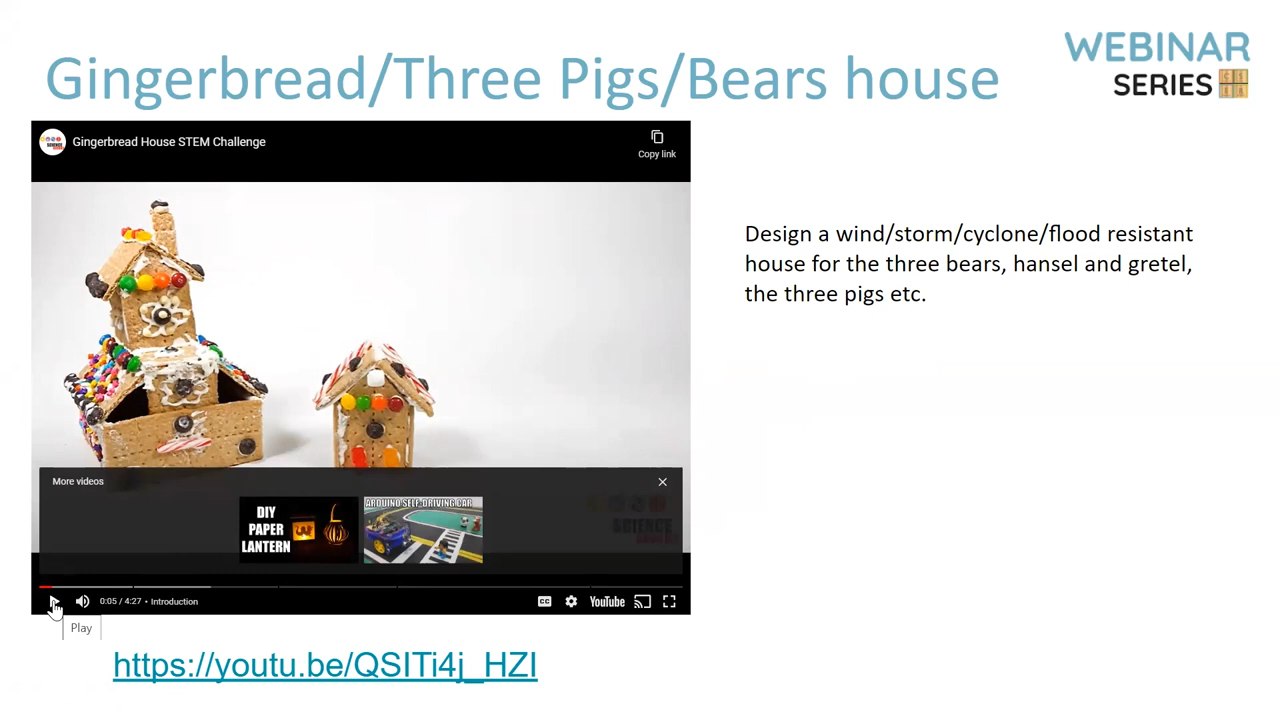 Gingerbread/Three Pigs/Bears house
WEBINAR
SERIES
Gingerbread House STEM Challenge
Copy link
Design a wind/storm/cyclone/flood resistant
house for the three bears, hansel and gretel,
the three pigs etc.
More videos
DIY
PAPER
LANTERN
ARDUINO SELF-DRIVING CAR
0:05 / 4:27 • Introduction
CC
YouTube
Play
https://youtu.be/QSITi4j_HZI